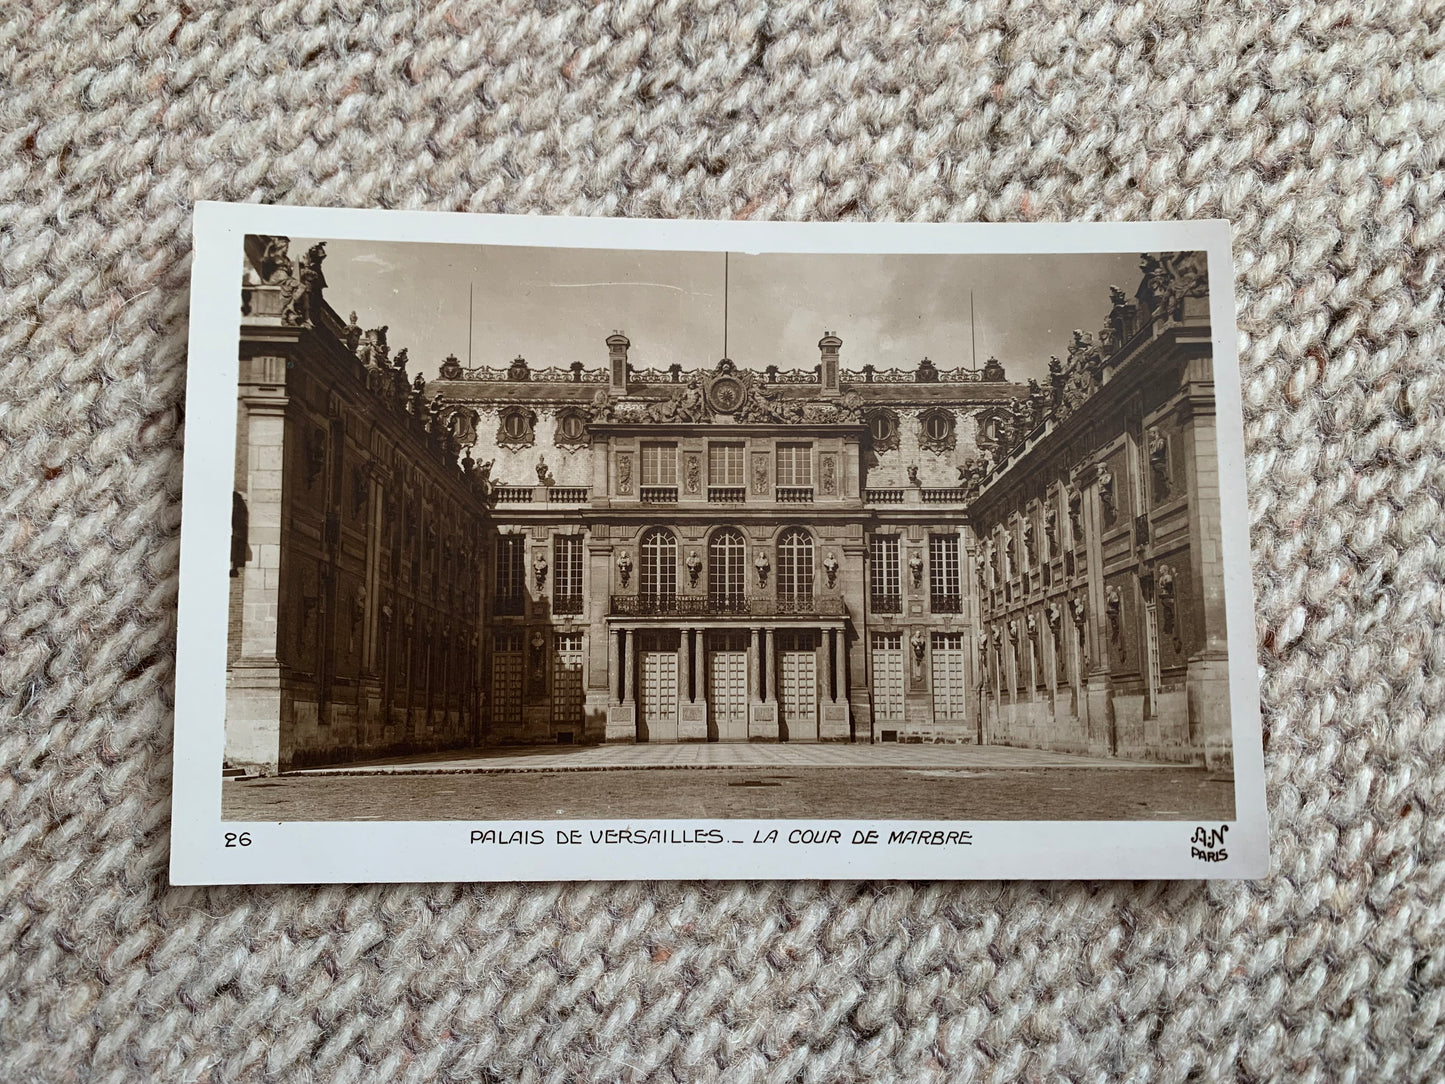 26
PALAIS DE VERSAILLES._ LA COUR DE MARBRE
A.N
PARIS